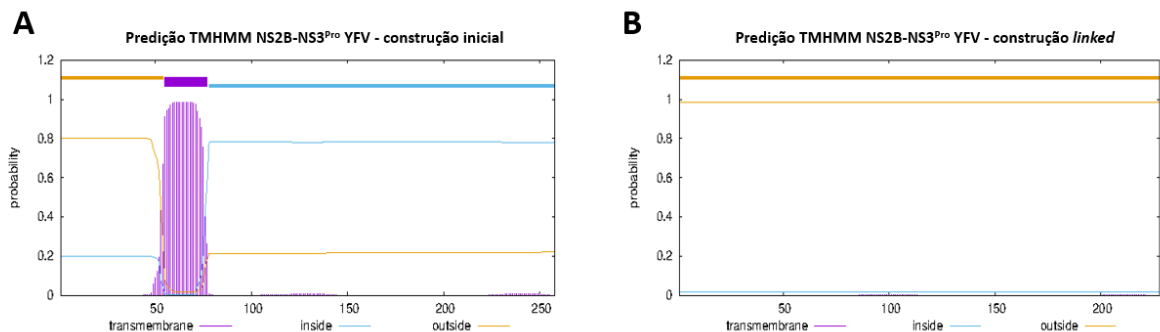 A
Predição TMHMM NS2B-NS3Pro YFV - construção inicial
1.2
1
0.8
0.6
0.4
0.2
0
probability
50
100
150
200
250
transmembrane
inside
outside
B
Predição TMHMM NS2B-NS3Pro YFV - construção linked
1.2
1
0.8
0.6
0.4
0.2
0
probability
50
100
150
200
transmembrane
inside
outside